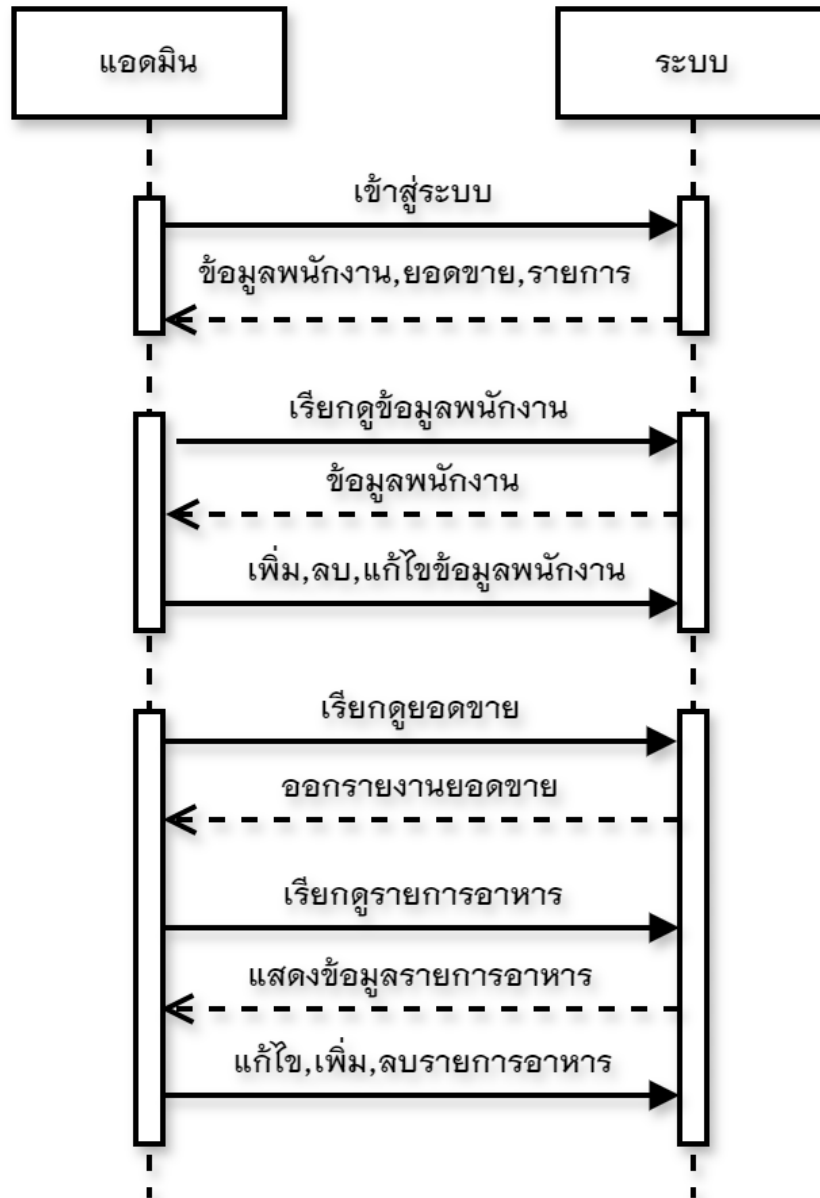 แอดมิน
ระบบ
เข้าสู่ระบบ
ข้อมูลพนักงาน,ยอดขาย,รายการ
เรียกดูข้อมูลพนักงาน
ข้อมูลพนักงาน
เพิ่ม,ลบ,แก้ไขข้อมูลพนักงาน
เรียกดูยอดขาย
ออกรายงานยอดขาย
เรียกดูรายการอาหาร
แสดงข้อมูลรายการอาหาร
แก้ไข,เพิ่ม,ลบรายการอาหาร